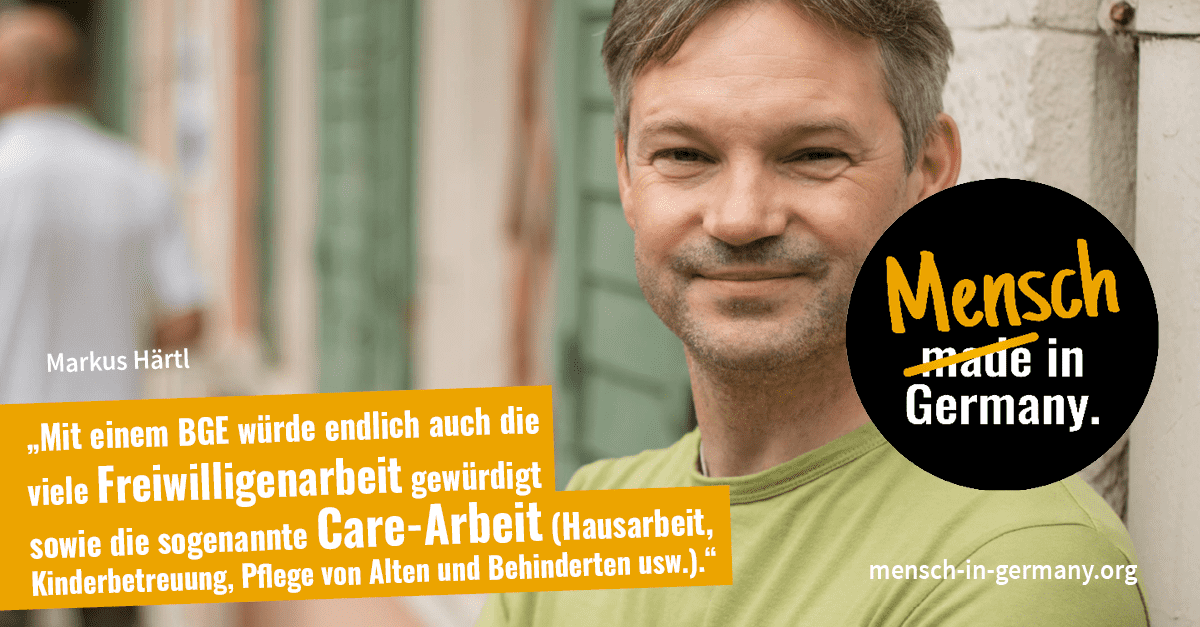 Mensch
made in
Germany.
Markus Härtl
„Mit einem BGE würde endlich auch die
viele Freiwilligenarbeit gewürdigt
sowie die sogenannte Care-Arbeit (Hausarbeit,
Kinderbetreuung, Pflege von Alten und Behinderten usw.).“
mensch-in-germany.org